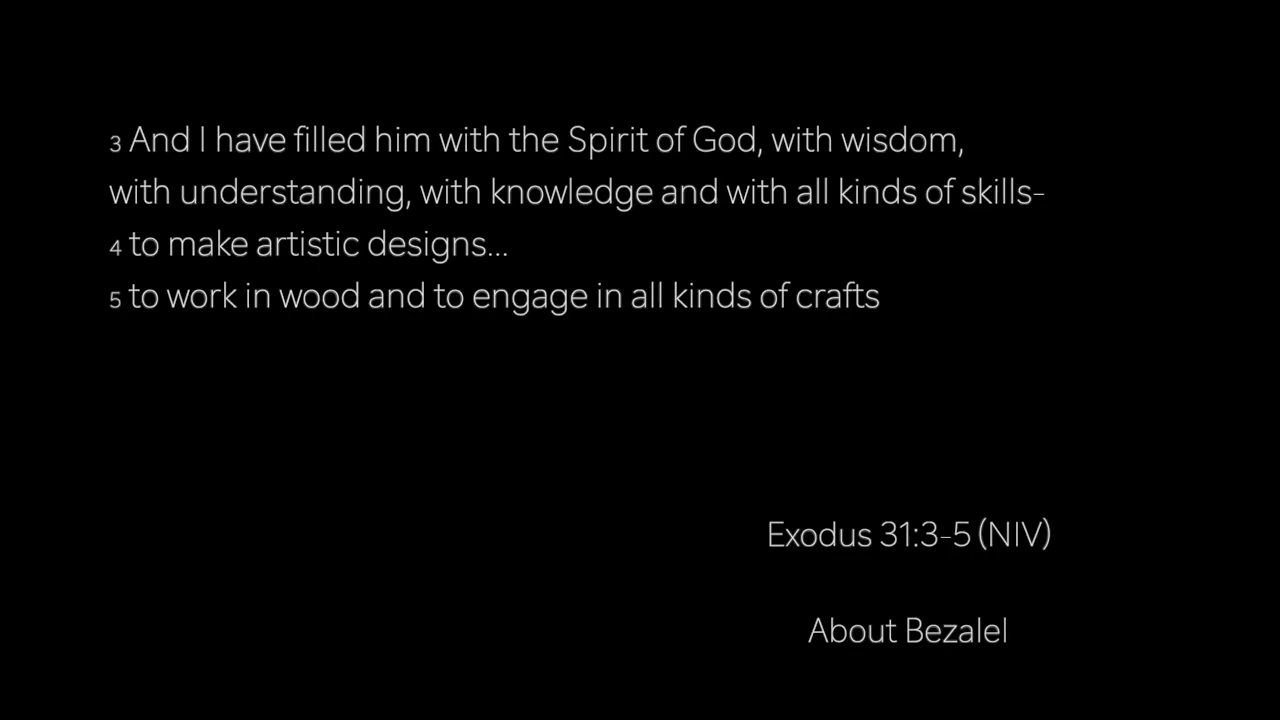 3 And I have filled him with the Spirit of God, with wisdom,
with understanding, with knowledge and with all kinds of skills-
4 to make artistic designs...
5 to work in wood and to engage in all kinds of crafts
Exodus 31:3-5 (NIV)
About Bezalel